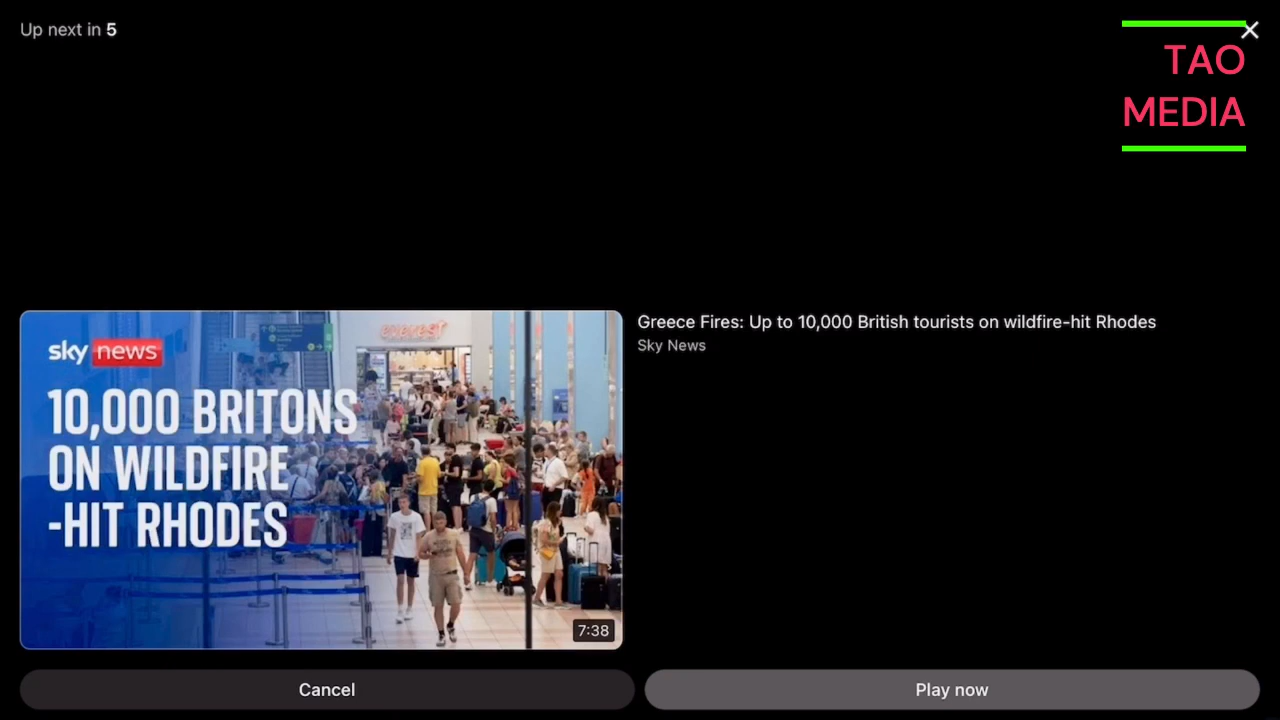 Up next in 5
TAO
MEDIA
everest
sky news
10,000 BRITONS
ON WILDFIRE
-HIT RHODES
7:38
Greece Fires: Up to 10,000 British tourists on wildfire-hit Rhodes
Sky News
Cancel
Play now